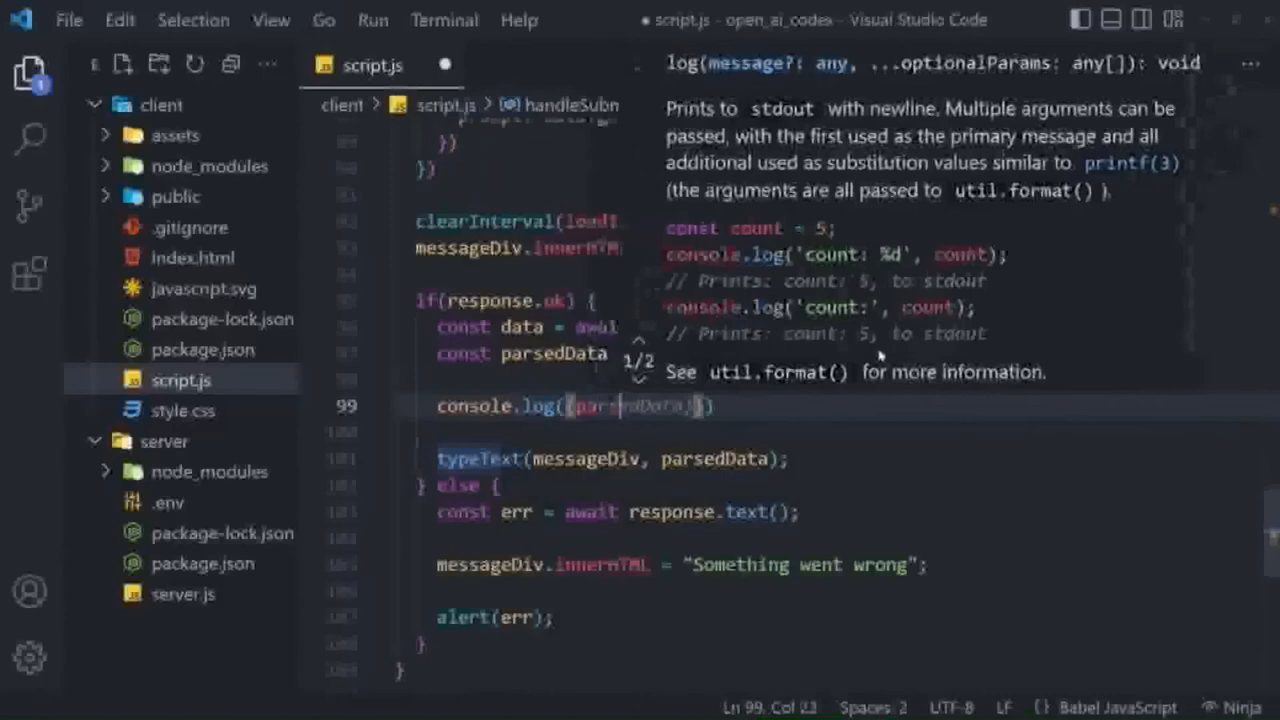 File Edit Selection View Go Run Terminal Help
● script.js - open_ai_codex - Visual Studio Code
1
client
assets
node_modules
public
.gitignore
index.html
javascript.svg
package-lock.json
package.json
script.js
style.css
server
node_modules
.env
package-lock.json
package.json
server.js
script.js
client > script.js > handleSubn
})
})
clearInterval(loadI
messageDiv.innerHTM
if(response.ok) {
const data = awai
const parsedData
99 console.log((parsedData))
typeText(messageDiv, parsedData);
} else {
const err = await response.text();
messageDiv.innerHTML = "Something went wrong";
alert(err);
}
}
log(message?: any, ...optionalParams: any[]): void
Prints to stdout with newline. Multiple arguments can be
passed, with the first used as the primary message and all
additional used as substitution values similar to printf(3)
(the arguments are all passed to util.format() ).
const count = 5;
console.log('count: %d', count);
// Prints: count: 5, to stdout
console.log('count:', count);
// Prints: count: 5, to stdout
1/2
See util.format() for more information.
Ln 99, Col 23 Spaces: 2 UTF-8 LF {} Babel JavaScript Ninja